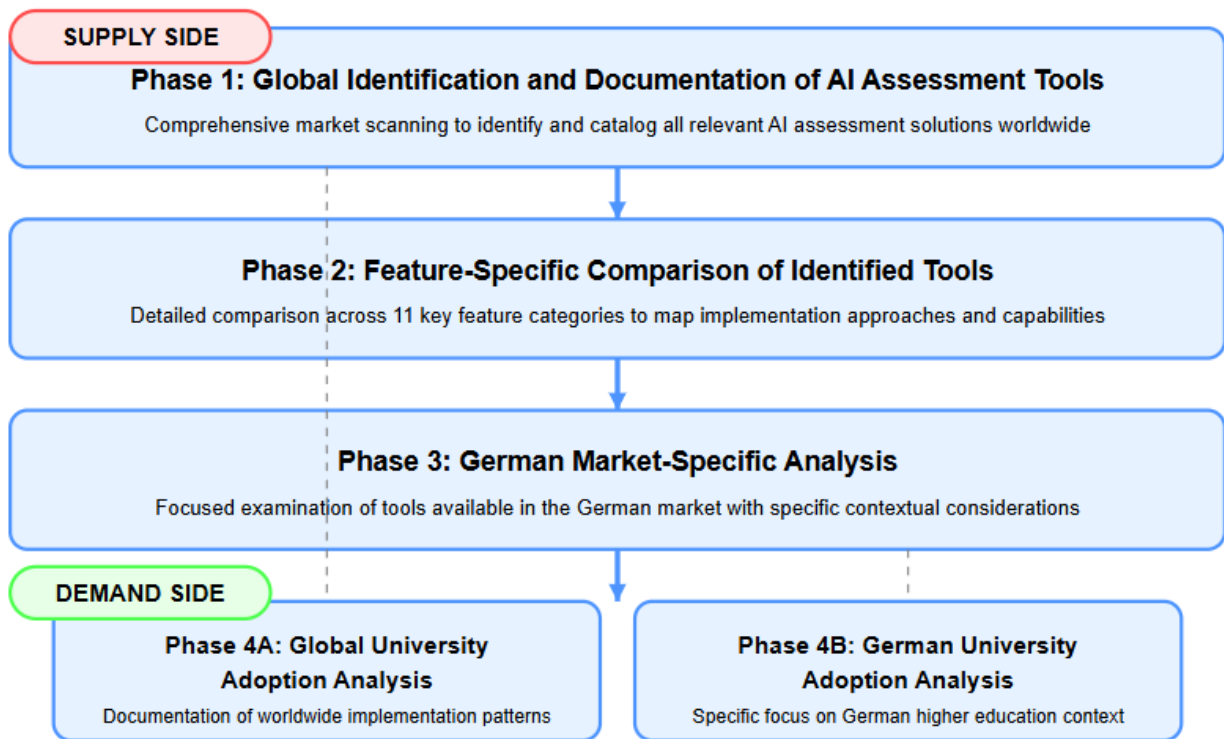 SUPPLY SIDE
Phase 1: Global Identification and Documentation of AI Assessment Tools
Comprehensive market scanning to identify and catalog all relevant AI assessment solutions worldwide
Phase 2: Feature-Specific Comparison of Identified Tools
Detailed comparison across 11 key feature categories to map implementation approaches and capabilities
Phase 3: German Market-Specific Analysis
Focused examination of tools available in the German market with specific contextual considerations
DEMAND SIDE
Phase 4A: Global University
Adoption Analysis
Documentation of worldwide implementation patterns
Phase 4B: German University
Adoption Analysis
Specific focus on German higher education context